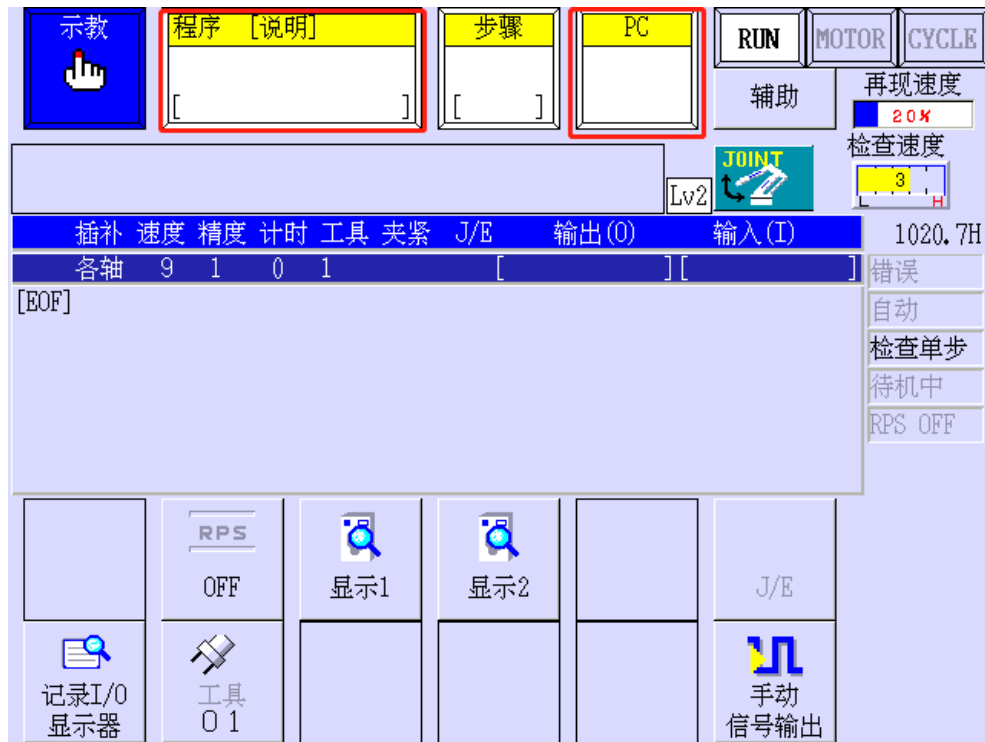 示教
程序 [说明]
[ ]
步骤
[ ]
PC
RUN
MOTOR
CYCLE
辅助
再现速度
20%
检查速度
3
L H
JOINT
Lv2
插补 速度 精度 计时 工具 夹紧 J/E 输出(O) 输入(I)
1020.7H
各轴 9 1 0 1 [ ][ ]
[EOF]
错误
自动
检查单步
待机中
RPS OFF
RPS
OFF
显示1
显示2
J/E
记录I/O
显示器
工具
01
手动
信号输出